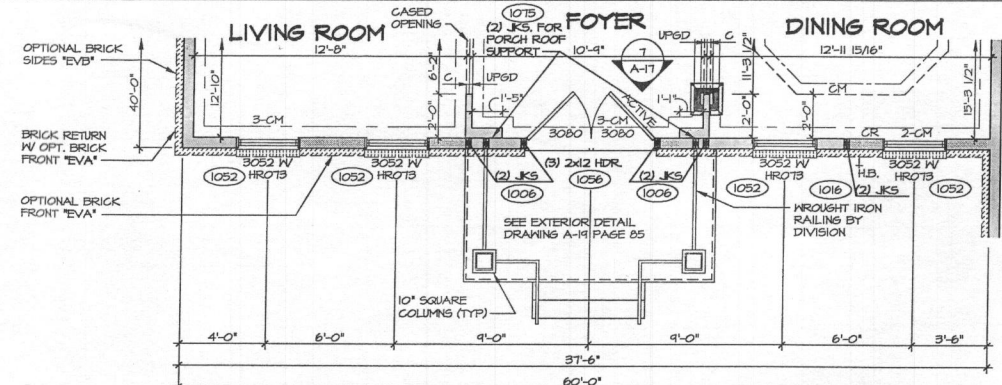 CASED
OPENING
1075
(2) JKS. FOR
PORCH ROOF
SUPPORT
LIVING ROOM
FOYER
DINING ROOM
12'-8"
10'-9"
12'-11 15/16"
7
A-17
UPGD
C
OPTIONAL BRICK
SIDES "EVB"
40'-0"
12'-10"
6'-2"
C
UPGD
11'-3 1/2"
15'-3 1/2"
CM
1'-5"
1'-1"
ACTIVE
2'-0"
2'-0"
2'-0"
3-CM
3-CM
3080
3080
CR
2-CM
BRICK RETURN
W/ OPT. BRICK
FRONT "EVA"
3052 W/
HRO73
3052 W/
HRO73
(3) 2x12 HDR.
3052 W/
HRO73
H.B.
3052 W/
HRO73
1052
1052
(2) JKS
1006
1056
(2) JKS
1006
1052
1016
(2) JKS
1052
OPTIONAL BRICK
FRONT "EVA"
SEE EXTERIOR DETAIL
DRAWING A-19 PAGE 85
WROUGHT IRON
RAILING BY
DIVISION
10" SQUARE
COLUMNS (TYP)
4'-0"
6'-0"
9'-0"
9'-0"
6'-0"
3'-6"
37'-6"
60'-0"